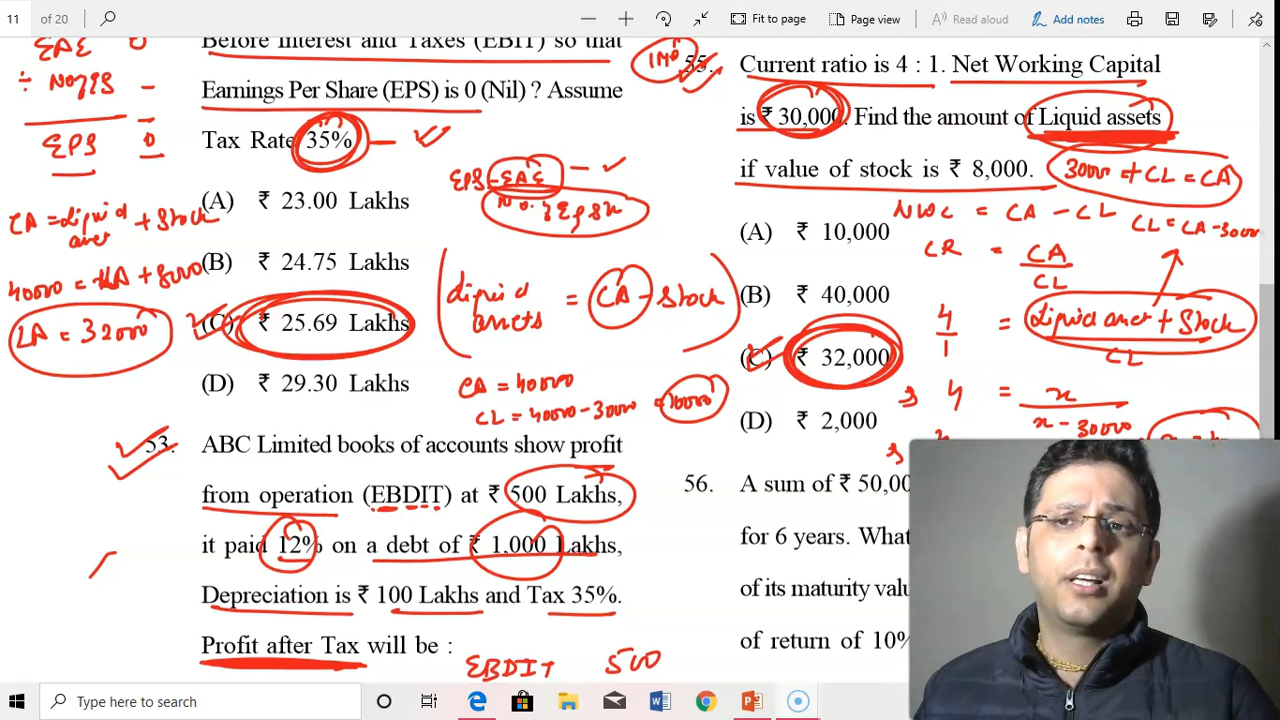 11 of 20
Fit to page
Page view
Read aloud
Add notes
EAE 0
÷ NOES -
EPS 0
Before Interest and Taxes (EBIT) so that
Earnings Per Share (EPS) is 0 (Nil) ? Assume
Tax Rate 35%
(A) ₹ 23.00 Lakhs
(B) ₹ 24.75 Lakhs
(C) ₹ 25.69 Lakhs
(D) ₹ 29.30 Lakhs
EPS = EAE
CA = Liquid asset + Stock
40000 = LA + 8000
LA = 32000
Liquid assets = CA - Stock
CA = 40000
CL = 40000 - 30000 = 10000
53. ABC Limited books of accounts show profit
from operation (EBDIT) at ₹ 500 Lakhs,
it paid 12% on a debt of ₹ 1,000 Lakhs,
Depreciation is ₹ 100 Lakhs and Tax 35%.
Profit after Tax will be :
EBDIT 500
55. Current ratio is 4 : 1. Net Working Capital
is ₹ 30,000. Find the amount of Liquid assets
if value of stock is ₹ 8,000.
30000 + CL = CA
NWC = CA - CL
CL = CA - 30000
CR = CA / CL
4/1 = Liquid asset + Stock / CL
4 = x / x - 30000
(A) ₹ 10,000
(B) ₹ 40,000
(C) ₹ 32,000
(D) ₹ 2,000
56. A sum of ₹ 50,00
for 6 years. What
of its maturity valu
of return of 10%
Type here to search